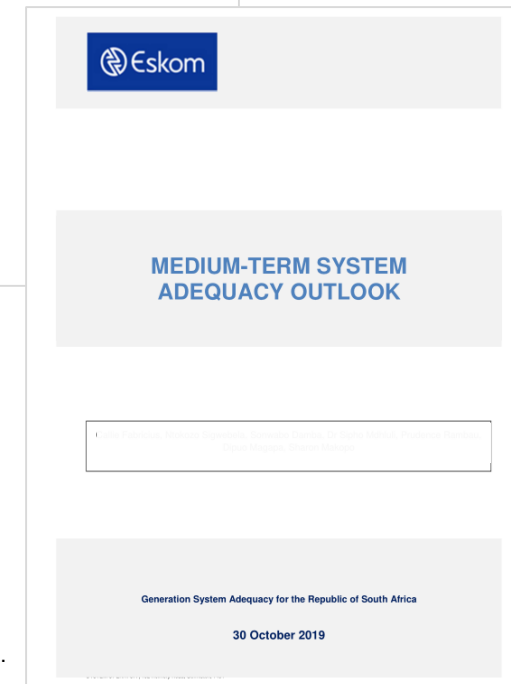 Eskom
MEDIUM-TERM SYSTEM
ADEQUACY OUTLOOK
Generation System Adequacy for the Republic of South Africa
30 October 2019